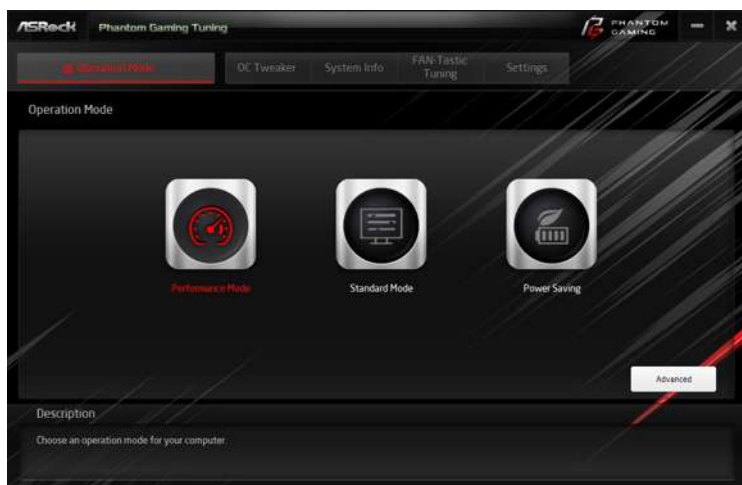 ASRock
Phantom Gaming Tuning
PHANTOM
GAMING
Operation Mode
OC Tweaker
System Info
FAN-Tastic
Tuning
Settings
Operation Mode
Performance Mode
Standard Mode
Power Saving
Advanced
Description
Choose an operation mode for your computer.